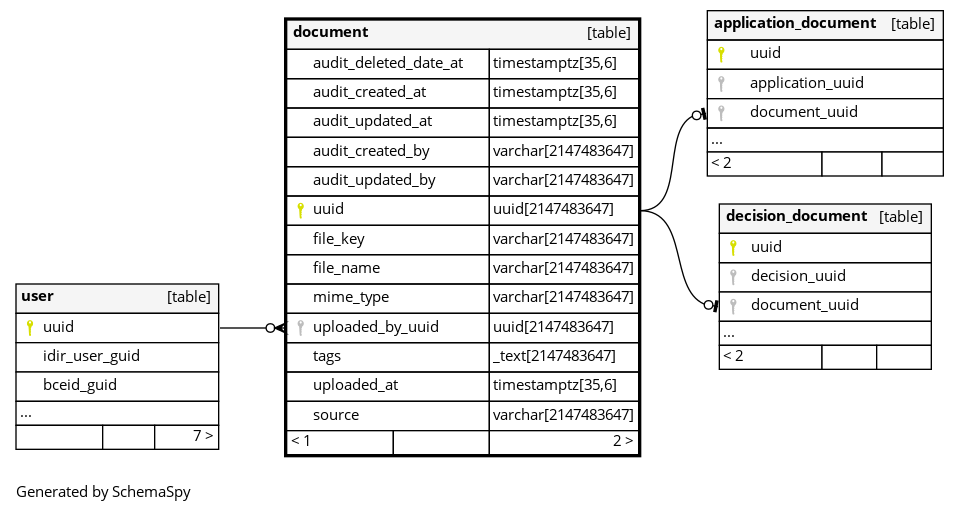 document [table]
audit_deleted_date_at timestamptz[35,6]
audit_created_at timestamptz[35,6]
audit_updated_at timestamptz[35,6]
audit_created_by varchar[2147483647]
audit_updated_by varchar[2147483647]
uuid uuid[2147483647]
file_key varchar[2147483647]
file_name varchar[2147483647]
mime_type varchar[2147483647]
uploaded_by_uuid uuid[2147483647]
tags _text[2147483647]
uploaded_at timestamptz[35,6]
source varchar[2147483647]
< 1 2 >
application_document [table]
uuid
application_uuid
document_uuid
...
< 2
decision_document [table]
uuid
decision_uuid
document_uuid
...
< 2
user [table]
uuid
idir_user_guid
bceid_guid
...
7 >
Generated by SchemaSpy